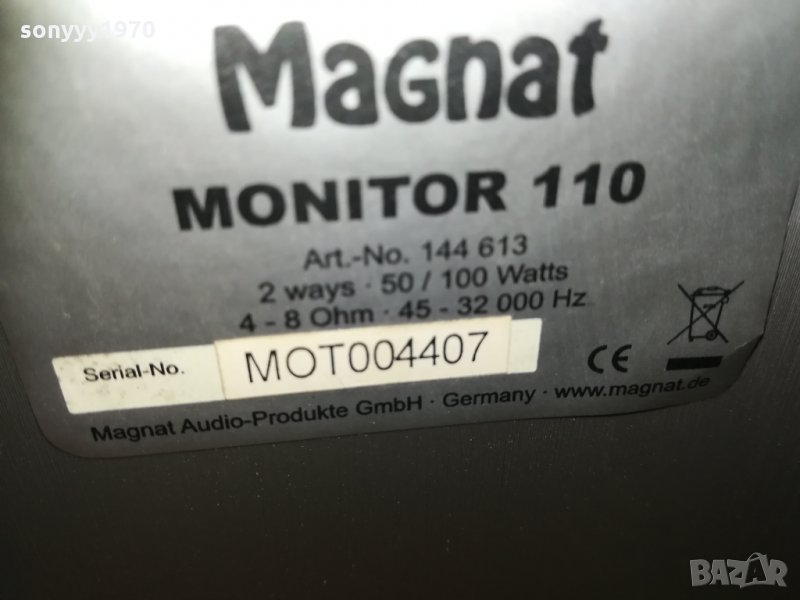 sonyyy1970
Magnat
MONITOR 110
Art.-No. 144 613
2 ways · 50 / 100 Watts
4 - 8 Ohm · 45 - 32 000 Hz
Serial-No. MOT004407
CE
Magnat Audio-Produkte GmbH · Germany · www.magnat.de
BAZAR